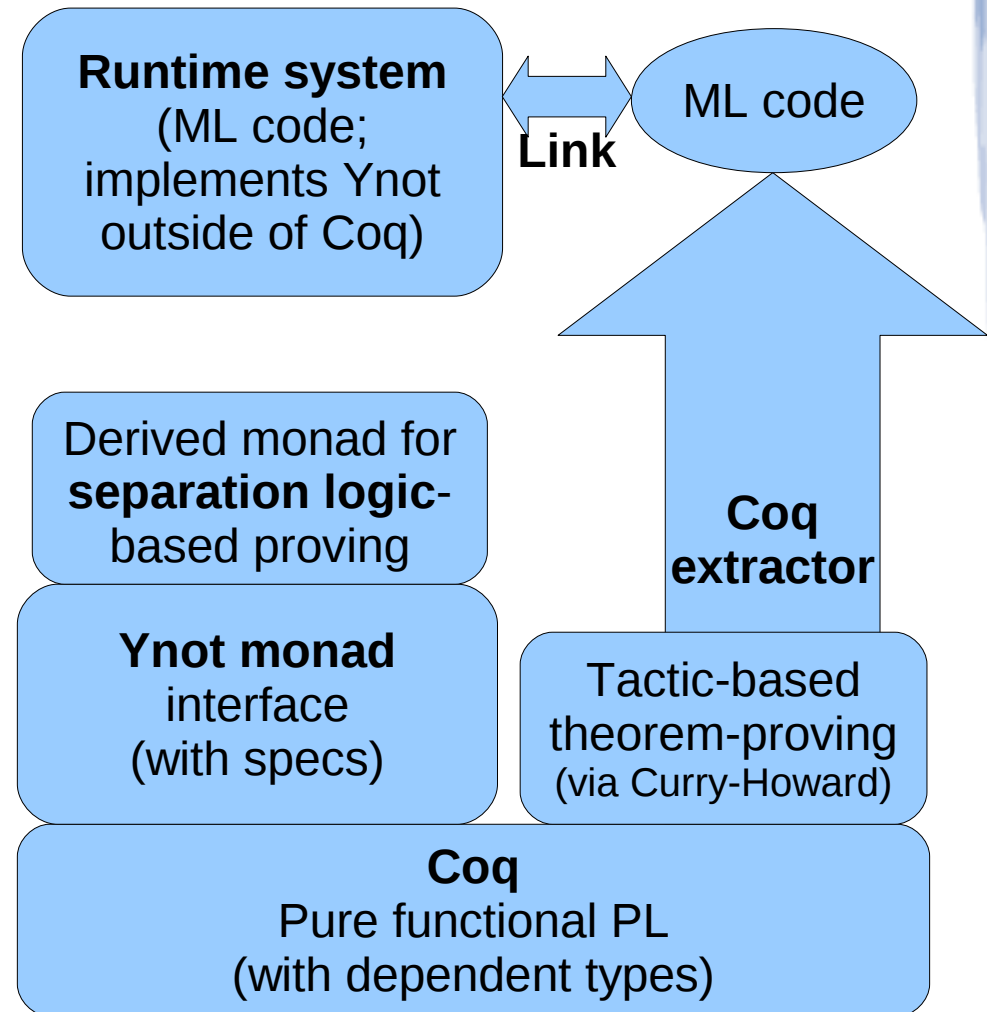 Runtime system
(ML code;
implements Ynot
outside of Coq)
Link
ML code
Derived monad for
separation logic-
based proving
Ynot monad
interface
(with specs)
Coq
extractor
Tactic-based
theorem-proving
(via Curry-Howard)
Coq
Pure functional PL
(with dependent types)